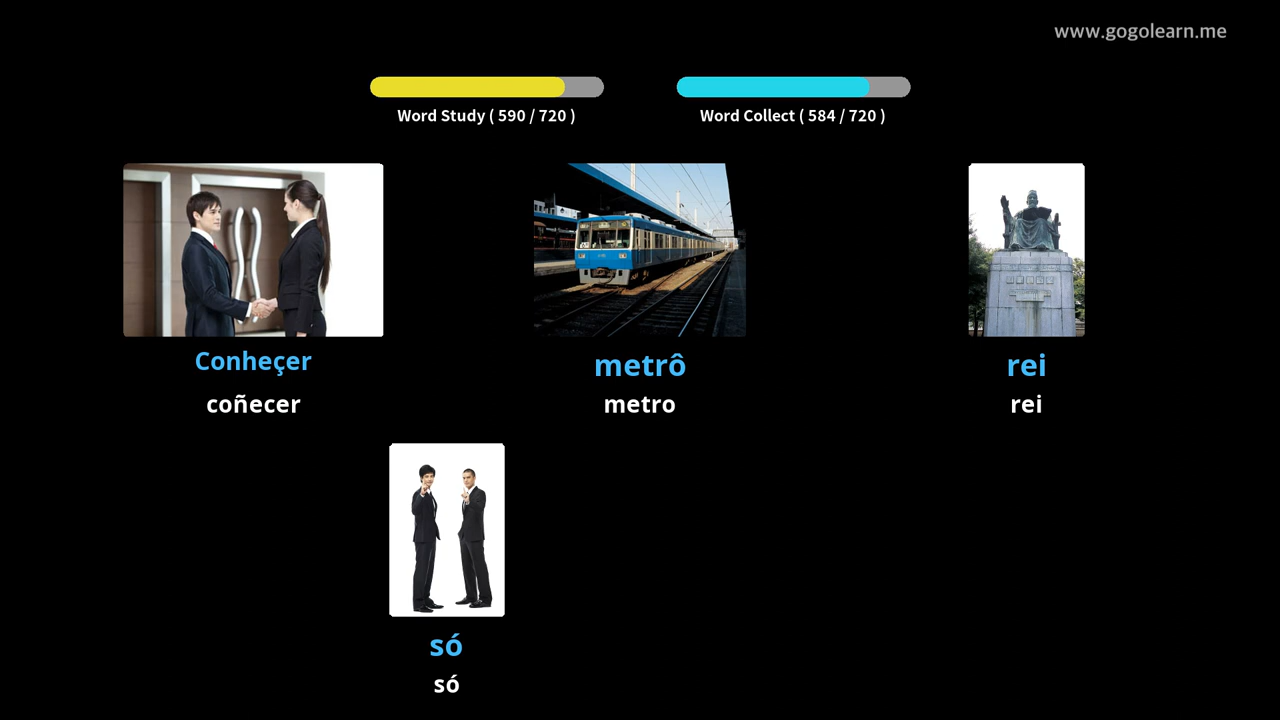 www.gogolearn.me
Word Study ( 590 / 720 )
Word Collect ( 584 / 720 )
Conheçer
metrô
rei
coñecer
metro
rei
só
só